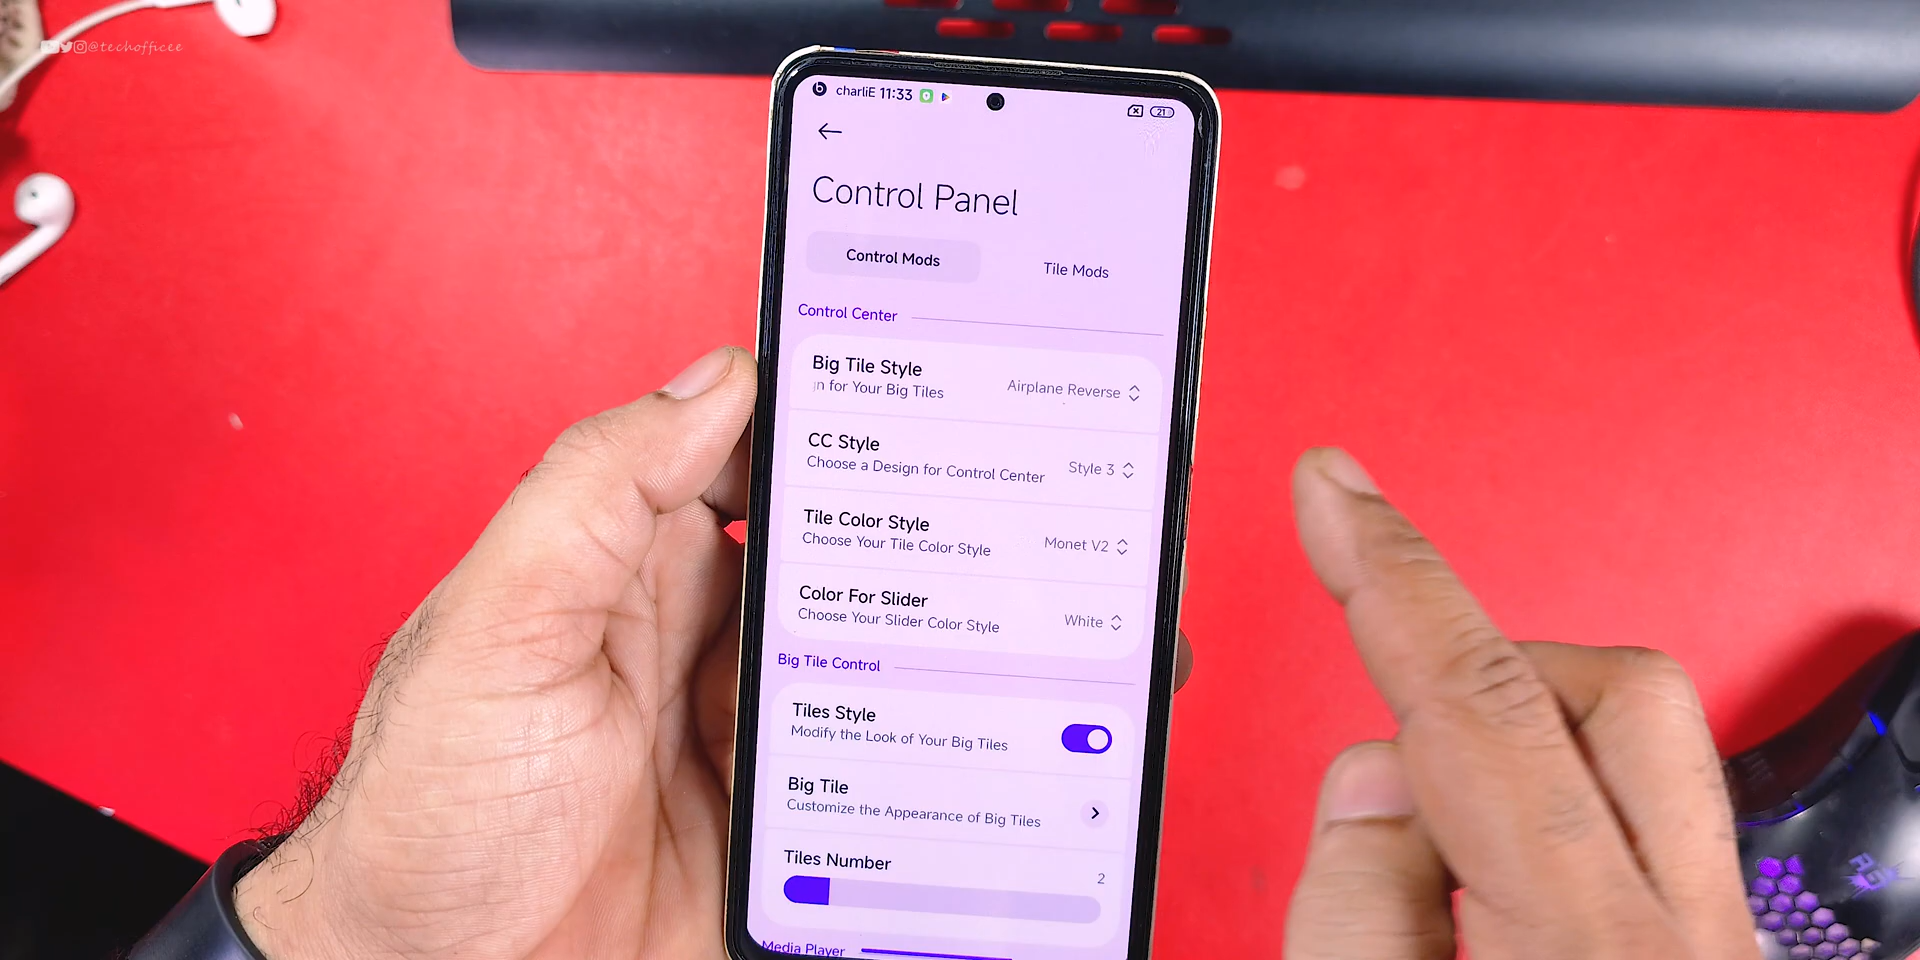 @techofficee
charliE 11:33
21
Control Panel
Control Mods
Tile Mods
Control Center
Big Tile Style
n for Your Big Tiles
Airplane Reverse
CC Style
Choose a Design for Control Center
Style 3
Tile Color Style
Choose Your Tile Color Style
Monet V2
Color For Slider
Choose Your Slider Color Style
White
Big Tile Control
Tiles Style
Modify the Look of Your Big Tiles
Big Tile
Customize the Appearance of Big Tiles
Tiles Number
2
Media Player